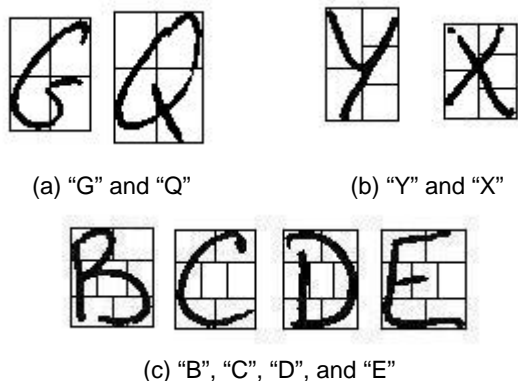 G Q Y X
(a) “G” and “Q” (b) “Y” and “X”
B C D E
(c) “B”, “C”, “D”, and “E”